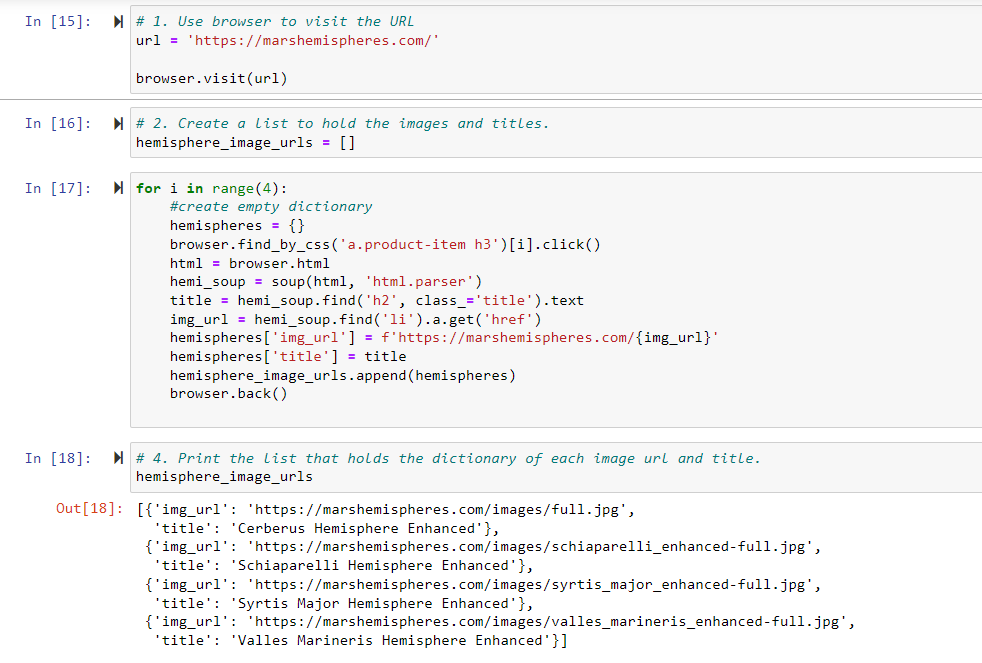 In [15]:
# 1. Use browser to visit the URL
url = 'https://marshemispheres.com/'

browser.visit(url)
In [16]:
# 2. Create a list to hold the images and titles.
hemisphere_image_urls = []
In [17]:
for i in range(4):
    #create empty dictionary
    hemispheres = {}
    browser.find_by_css('a.product-item h3')[i].click()
    html = browser.html
    hemi_soup = soup(html, 'html.parser')
    title = hemi_soup.find('h2', class_='title').text
    img_url = hemi_soup.find('li').a.get('href')
    hemispheres['img_url'] = f'https://marshemispheres.com/{img_url}'
    hemispheres['title'] = title
    hemisphere_image_urls.append(hemispheres)
    browser.back()
In [18]:
# 4. Print the list that holds the dictionary of each image url and title.
hemisphere_image_urls
Out[18]:
[{'img_url': 'https://marshemispheres.com/images/full.jpg',
  'title': 'Cerberus Hemisphere Enhanced'},
 {'img_url': 'https://marshemispheres.com/images/schiaparelli_enhanced-full.jpg',
  'title': 'Schiaparelli Hemisphere Enhanced'},
 {'img_url': 'https://marshemispheres.com/images/syrtis_major_enhanced-full.jpg',
  'title': 'Syrtis Major Hemisphere Enhanced'},
 {'img_url': 'https://marshemispheres.com/images/valles_marineris_enhanced-full.jpg',
  'title': 'Valles Marineris Hemisphere Enhanced'}]